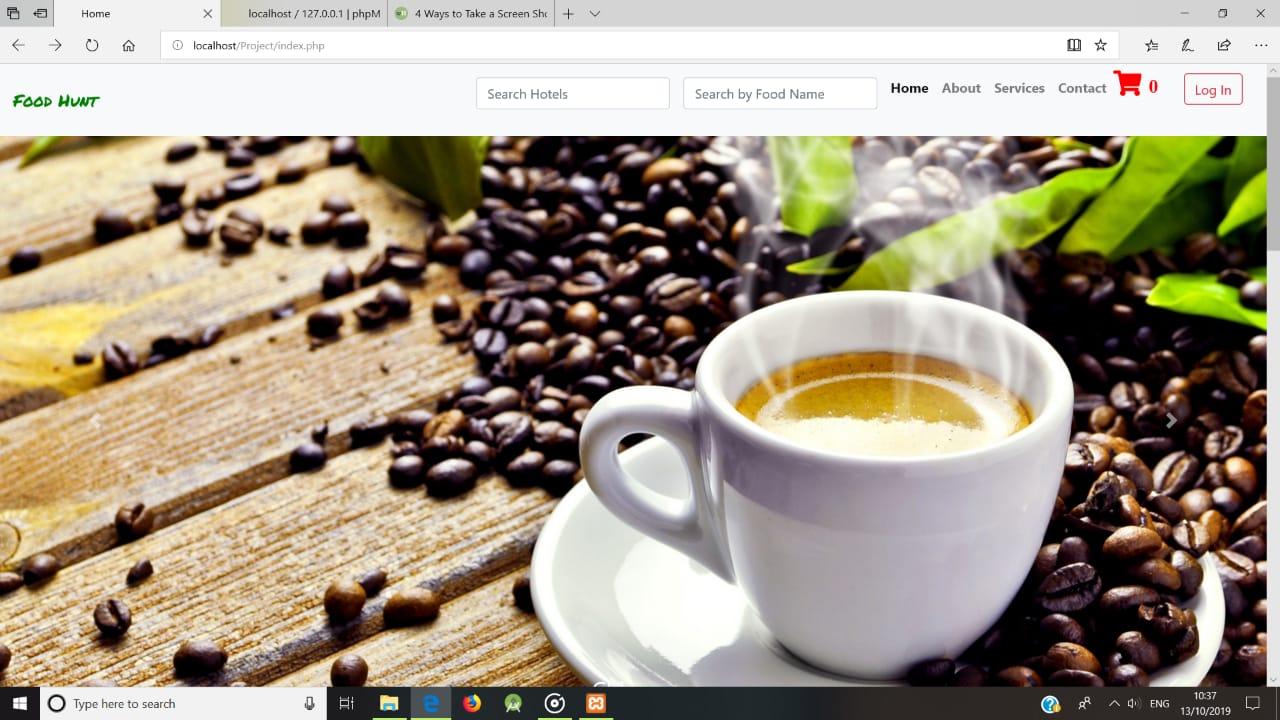 Home
localhost / 127.0.0.1 | phpM
4 Ways to Take a Screen Sho
localhost/Project/index.php
Food Hunt
Search Hotels
Search by Food Name
Home
About
Services
Contact
0
Log In
Type here to search
ENG
10:37
13/10/2019